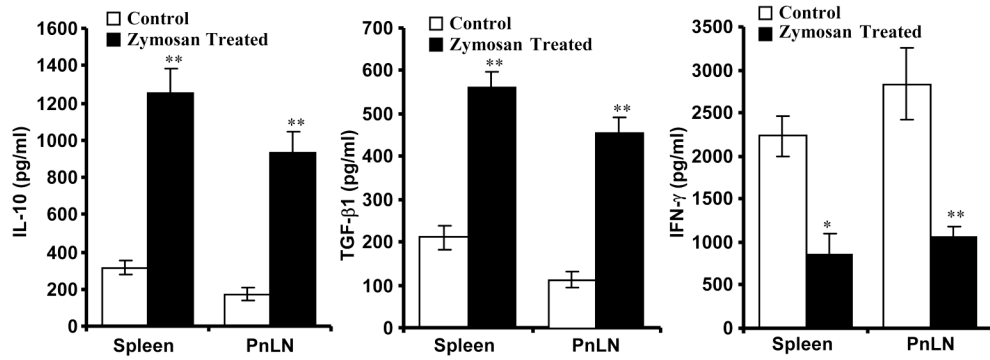 Control
Zymosan Treated
IL-10 (pg/ml)
1600
1400
1200
1000
800
600
400
200
0
**
**
Spleen
PnLN
Control
Zymosan Treated
TGF-β1 (pg/ml)
700
600
500
400
300
200
100
0
**
**
Spleen
PnLN
Control
Zymosan Treated
IFN-γ (pg/ml)
3500
3000
2500
2000
1500
1000
500
0
*
**
Spleen
PnLN